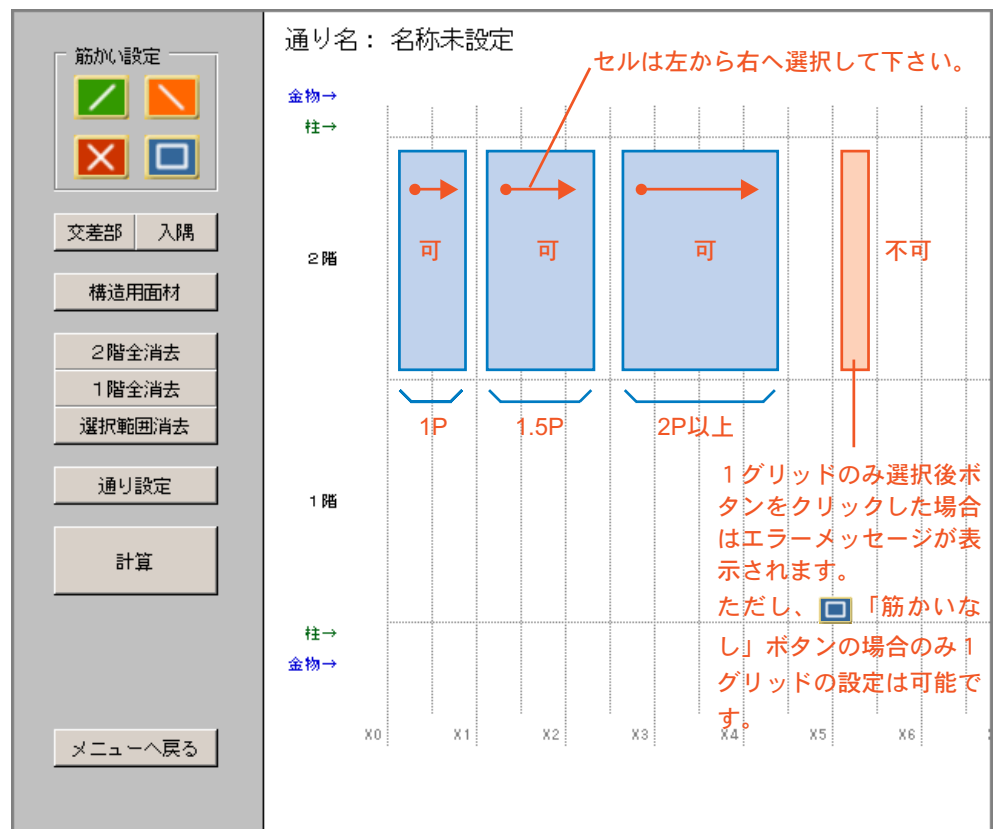 筋かい設定
交差部 入隅
構造用面材
２階全消去
１階全消去
選択範囲消去
通り設定
計算
メニューへ戻る
通り名： 名称未設定
セルは左から右へ選択して下さい。
金物→
柱→
２階
可 可 可 不可
1P 1.5P 2P以上
１階
１グリッドのみ選択後ボ
タンをクリックした場合
はエラーメッセージが表
示されます。
ただし、「筋かいな
し」ボタンの場合のみ１
グリッドの設定は可能で
す。
柱→
金物→
X0 X1 X2 X3 X4 X5 X6